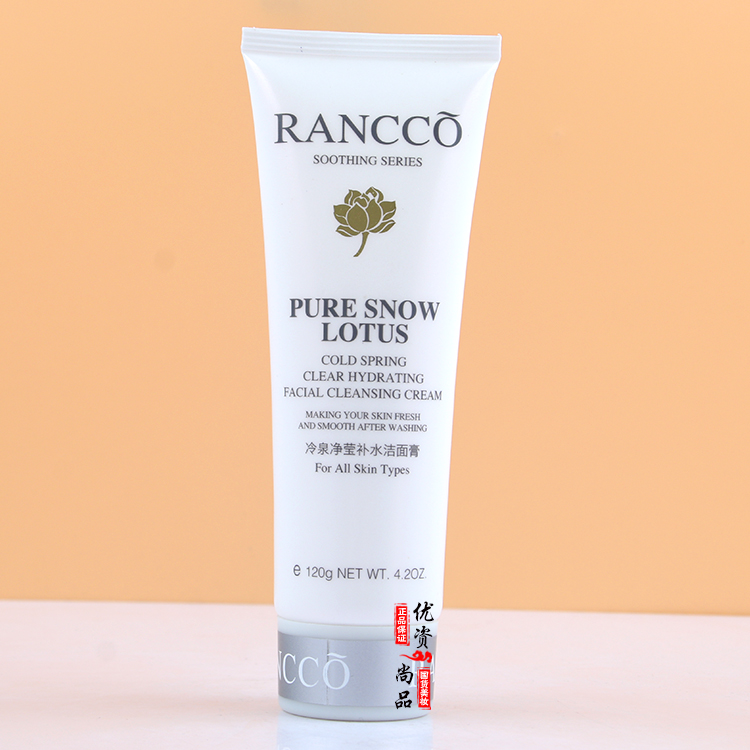 RANCCÕ
SOOTHING SERIES
PURE SNOW
LOTUS
COLD SPRING
CLEAR HYDRATING
FACIAL CLEANSING CREAM
MAKING YOUR SKIN FRESH
AND SMOOTH AFTER WASHING
冷泉净莹补水洁面膏
For All Skin Types
e 120g NET WT. 4.2OZ.
NCCÕ
优资
尚品
正品保证
国货美妆